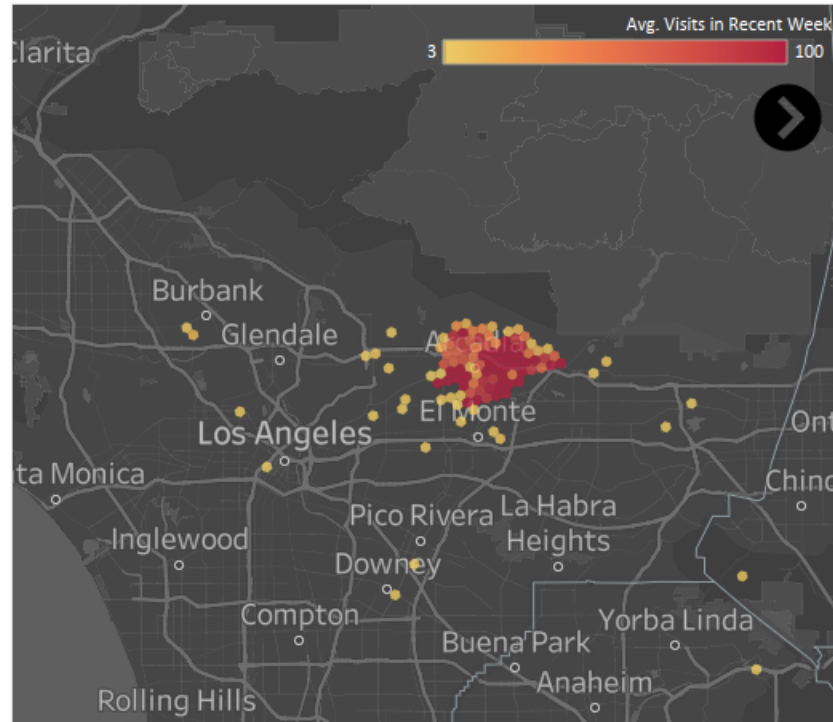 Clarita
Avg. Visits in Recent Week
3
100
Burbank
Glendale
Arcadia
El Monte
Los Angeles
Ont
ta Monica
Chino
Pico Rivera
La Habra
Heights
Inglewood
Downey
Compton
Yorba Linda
Buena Park
Anaheim
Rolling Hills